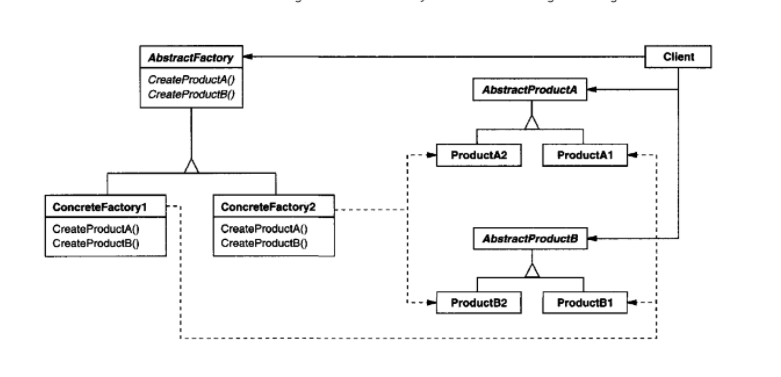 AbstractFactory
CreateProductA()
CreateProductB()
Client
AbstractProductA
ProductA2
ProductA1
ConcreteFactory1
CreateProductA()
CreateProductB()
ConcreteFactory2
CreateProductA()
CreateProductB()
AbstractProductB
ProductB2
ProductB1